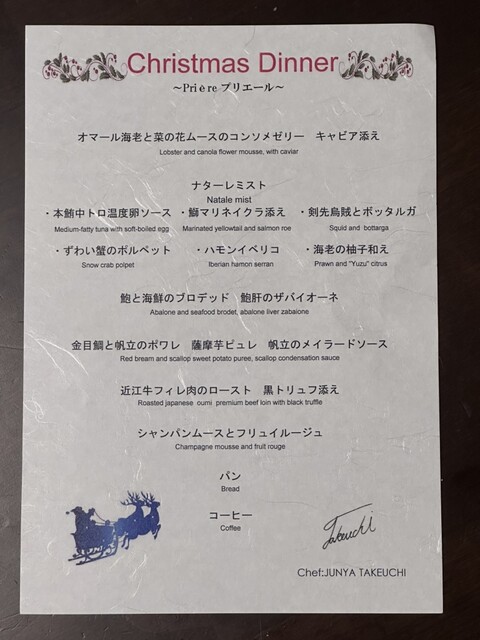 Christmas Dinner
～Prière プリエール～
オマール海老と菜の花ムースのコンソメゼリー　キャビア添え
Lobster and canola flower mousse, with caviar
ナターレミスト
Natale mist
・本鮪中トロ温度卵ソース ・鰤マリネイクラ添え ・剣先烏賊とボッタルガ
Medium-fatty tuna with soft-boiled egg Marinated yellowtail and salmon roe Squid and bottarga
・ずわい蟹のポルペット ・ハモンイベリコ ・海老の柚子和え
Snow crab polpet Iberian hamon serran Prawn and "Yuzu" citrus
鮑と海鮮のブロデッド　鮑肝のザバイオーネ
Abalone and seafood brodet, abalone liver zabaione
金目鯛と帆立のポワレ　薩摩芋ピュレ　帆立のメイラードソース
Red bream and scallop sweet potato puree, scallop condensation sauce
近江牛フィレ肉のロースト　黒トリュフ添え
Roasted japanese oumi premium beef loin with black truffle
シャンパンムースとフリュイルージュ
Champagne mousse and fruit rouge
パン
Bread
コーヒー
Coffee
Takeuchi
Chef:JUNYA TAKEUCHI